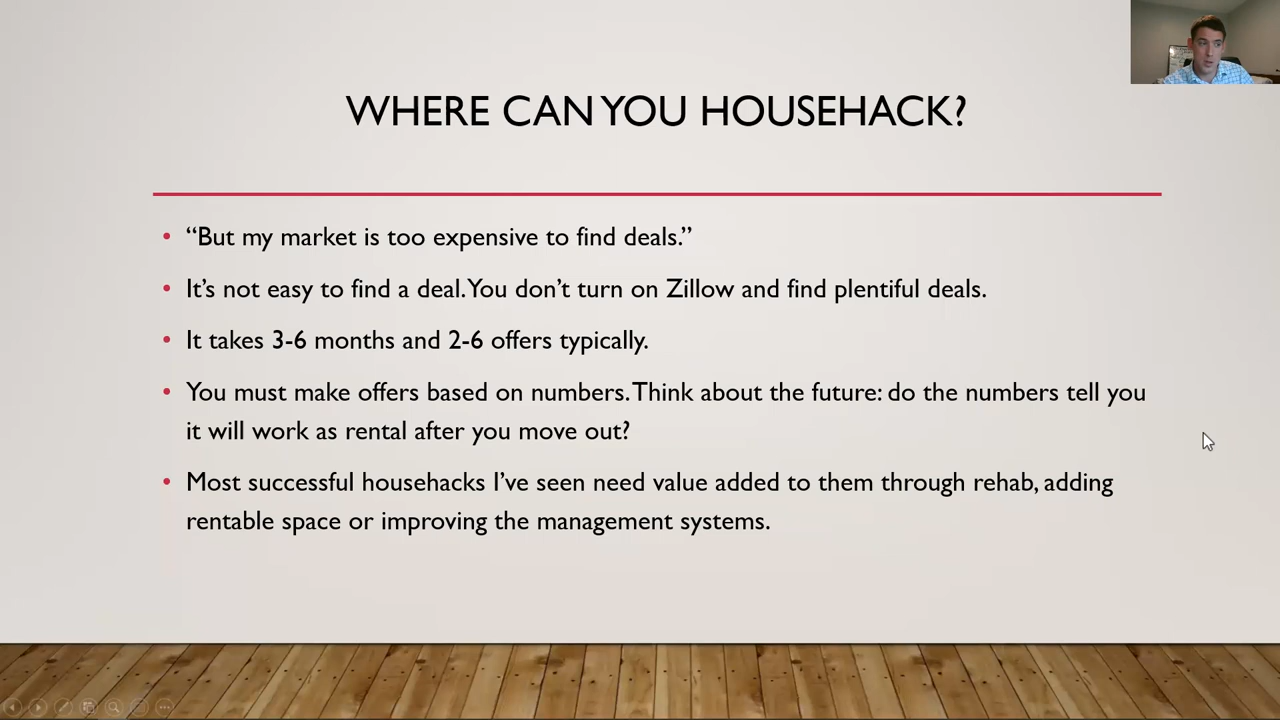 WHERE CAN YOU HOUSEHACK?
“But my market is too expensive to find deals.”
It’s not easy to find a deal. You don’t turn on Zillow and find plentiful deals.
It takes 3-6 months and 2-6 offers typically.
You must make offers based on numbers. Think about the future: do the numbers tell you
it will work as rental after you move out?
Most successful househacks I’ve seen need value added to them through rehab, adding
rentable space or improving the management systems.